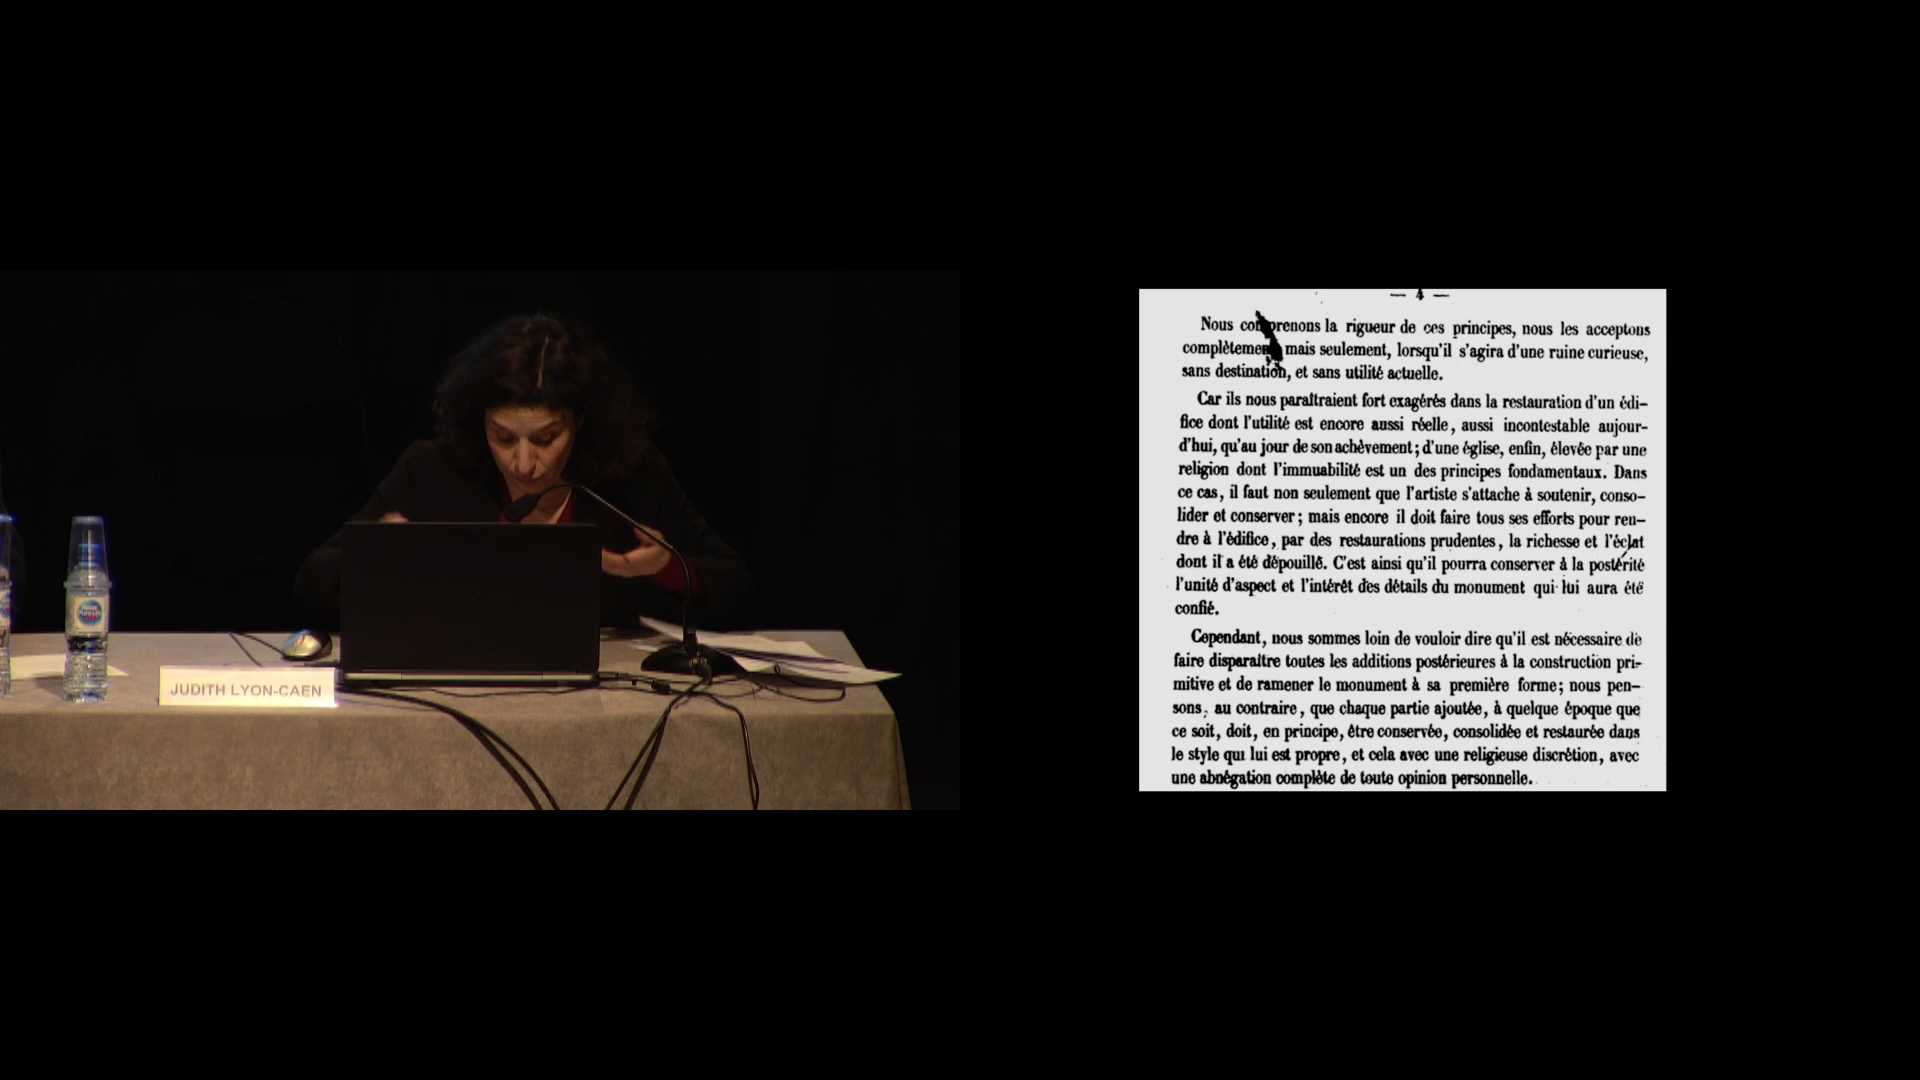 JUDITH LYON-CAEN
— 4 —
Nous comprenons la rigueur de ces principes, nous les acceptons
complètement mais seulement, lorsqu'il s'agira d'une ruine curieuse,
sans destination, et sans utilité actuelle.
Car ils nous paraîtraient fort exagérés dans la restauration d'un édi-
fice dont l'utilité est encore aussi réelle, aussi incontestable aujour-
d'hui, qu'au jour de son achèvement; d'une église, enfin, élevée par une
religion dont l'immuabilité est un des principes fondamentaux. Dans
ce cas, il faut non seulement que l'artiste s'attache à soutenir, conso-
lider et conserver; mais encore il doit faire tous ses efforts pour ren-
dre à l'édifice, par des restaurations prudentes, la richesse et l'éclat
dont il a été dépouillé. C'est ainsi qu'il pourra conserver à la postérité
l'unité d'aspect et l'intérêt des détails du monument qui lui aura été
confié.
Cependant, nous sommes loin de vouloir dire qu'il est nécessaire de
faire disparaître toutes les additions postérieures à la construction pri-
mitive et de ramener le monument à sa première forme; nous pen-
sons, au contraire, que chaque partie ajoutée, à quelque époque que
ce soit, doit, en principe, être conservée, consolidée et restaurée dans
le style qui lui est propre, et cela avec une religieuse discrétion, avec
une abnégation complète de toute opinion personnelle.